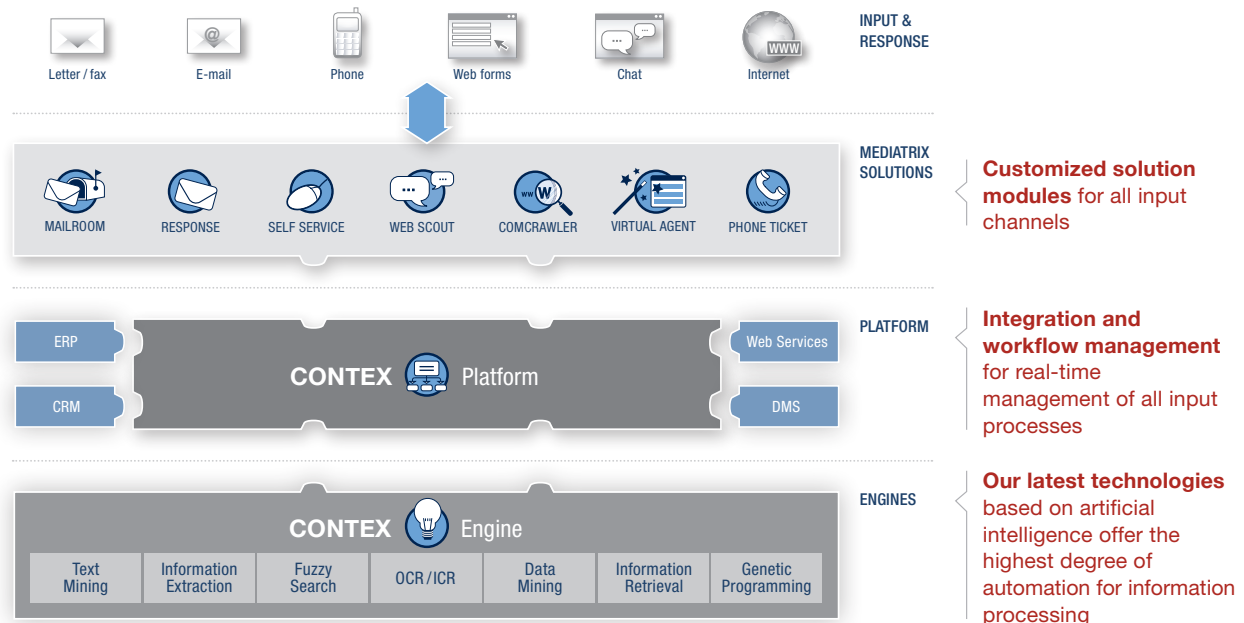 INPUT &
RESPONSE
@
WWW
Letter / fax
E-mail
Phone
Web forms
Chat
Internet
MEDIATRIX
SOLUTIONS
Customized solution
modules for all input
channels
WW W
MAILROOM
RESPONSE
SELF SERVICE
WEB SCOUT
COMCRAWLER
VIRTUAL AGENT
PHONE TICKET
PLATFORM
Integration and
workflow management
for real-time
management of all input
processes
ERP
CRM
CONTEX Platform
Web Services
DMS
ENGINES
Our latest technologies
based on artificial
intelligence offer the
highest degree of
automation for information
processing
CONTEX Engine
Text
Mining
Information
Extraction
Fuzzy
Search
OCR / ICR
Data
Mining
Information
Retrieval
Genetic
Programming